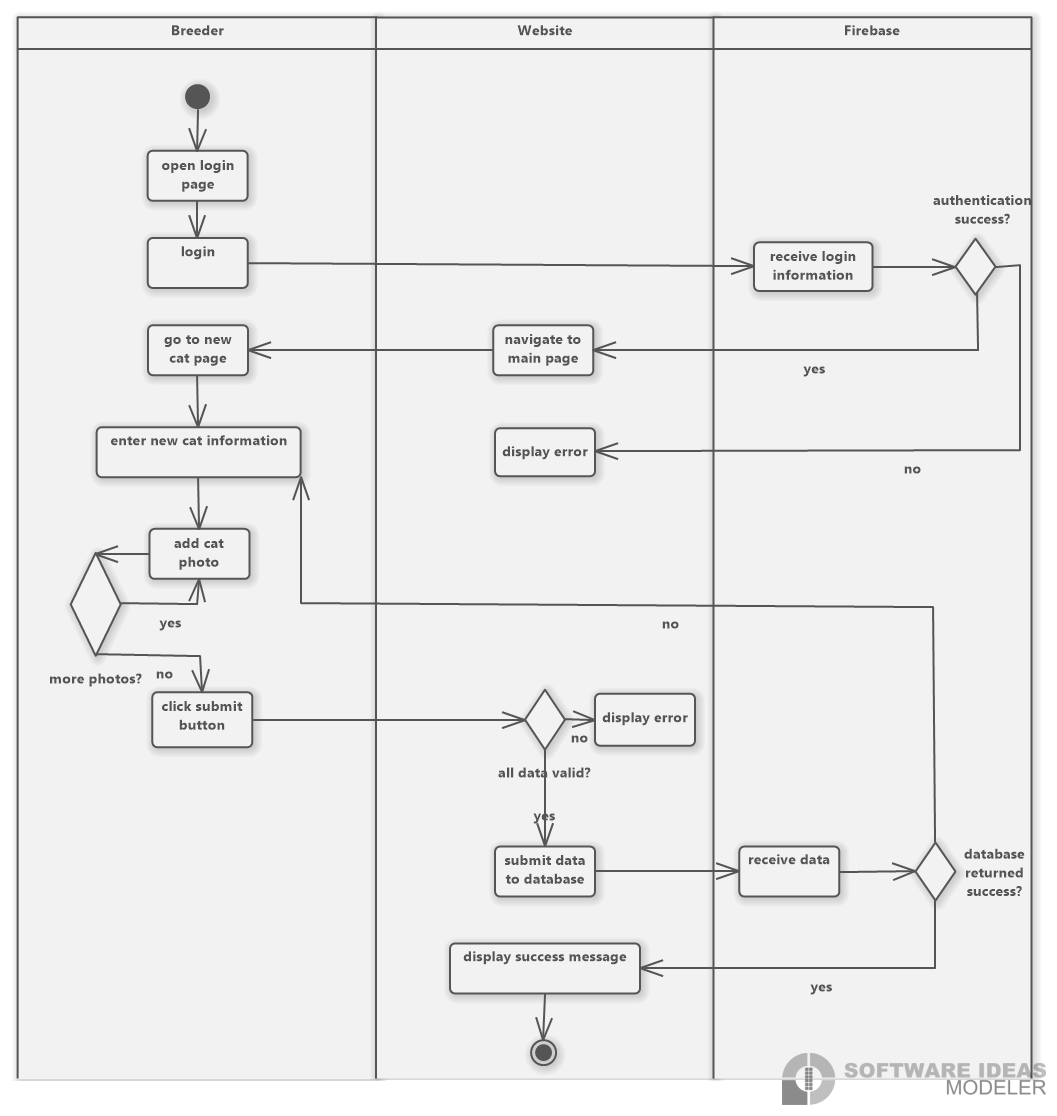 Breeder
Website
Firebase
open login
page
authentication
success?
login
receive login
information
go to new
cat page
navigate to
main page
yes
enter new cat information
display error
no
add cat
photo
yes
no
more photos?
no
click submit
button
display error
no
all data valid?
yes
submit data
to database
receive data
database
returned
success?
display success message
yes
SOFTWARE IDEAS
MODELER